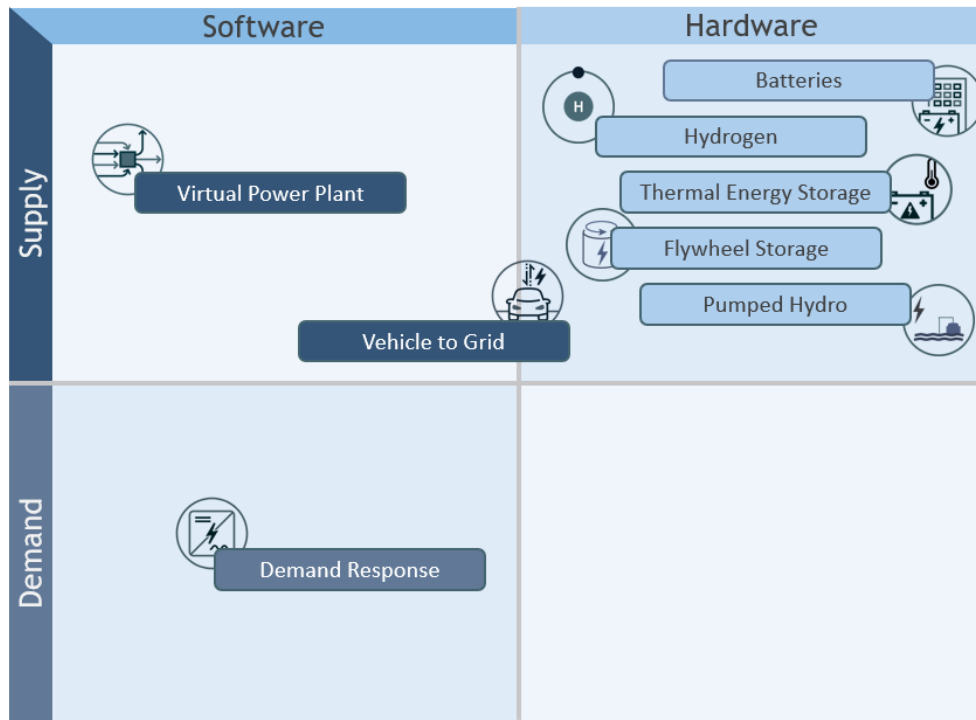 Software
Hardware
Supply
Batteries
H
Hydrogen
Virtual Power Plant
Thermal Energy Storage
Flywheel Storage
Pumped Hydro
Vehicle to Grid
Demand
Demand Response